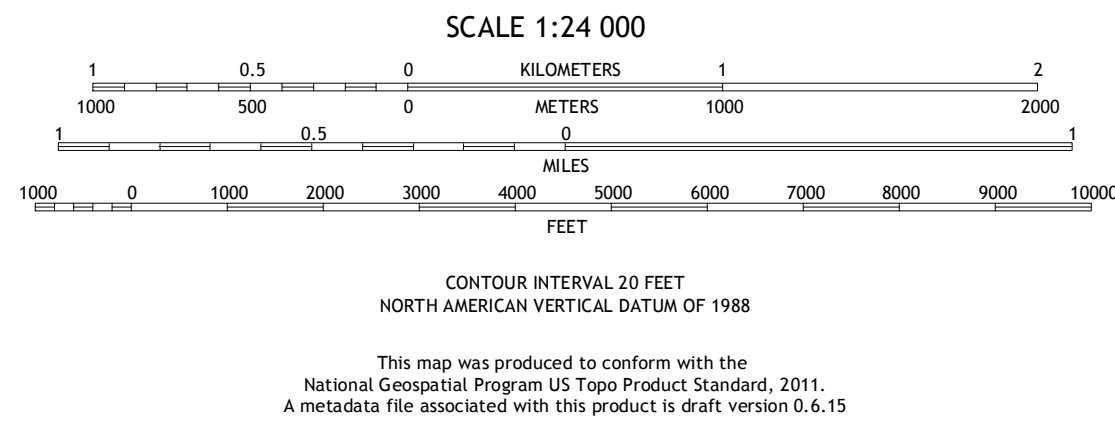 SCALE 1:24 000
1 0.5 0 KILOMETERS 1 2
1000 500 0 METERS 1000 2000
1 0.5 0 1
MILES
1000 0 1000 2000 3000 4000 5000 6000 7000 8000 9000 10000
FEET
CONTOUR INTERVAL 20 FEET
NORTH AMERICAN VERTICAL DATUM OF 1988
This map was produced to conform with the
National Geospatial Program US Topo Product Standard, 2011.
A metadata file associated with this product is draft version 0.6.15